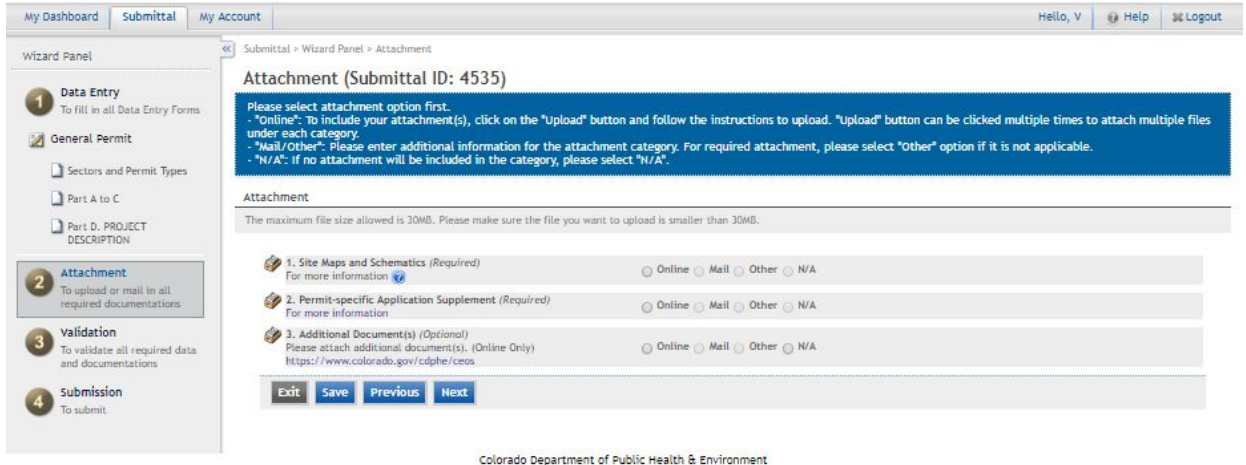 My Dashboard Submittal My Account Hello, V Help Logout
Wizard Panel
1 Data Entry
To fill in all Data Entry Forms
General Permit
Sectors and Permit Types
Part A to C
Part D. PROJECT
DESCRIPTION
2 Attachment
To upload or mail in all
required documentations
3 Validation
To validate all required data
and documentations
4 Submission
To submit
Submittal > Wizard Panel > Attachment
Attachment (Submittal ID: 4535)
Please select attachment option first.
- "Online": To include your attachment(s), click on the "Upload" button and follow the instructions to upload. "Upload" button can be clicked multiple times to attach multiple files
under each category.
- "Mail/Other": Please enter additional information for the attachment category. For required attachment, please select "Other" option if it is not applicable.
- "N/A": If no attachment will be included in the category, please select "N/A".
Attachment
The maximum file size allowed is 30MB. Please make sure the file you want to upload is smaller than 30MB.
1. Site Maps and Schematics (Required)
For more information ?
Online Mail Other N/A
2. Permit-specific Application Supplement (Required)
For more information
Online Mail Other N/A
3. Additional Document(s) (Optional)
Please attach additional document(s). (Online Only)
https://www.colorado.gov/cdphe/ceos
Online Mail Other N/A
Exit Save Previous Next
Colorado Department of Public Health & Environment